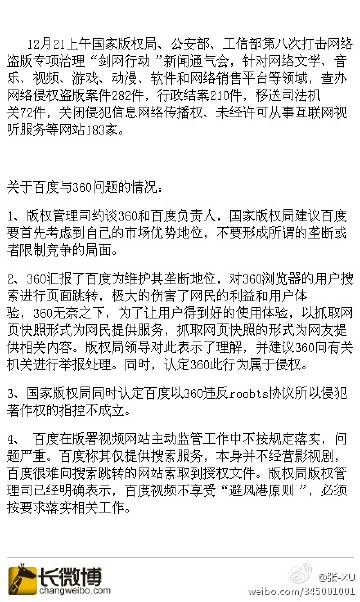 12月21上午国家版权局、公安部、工信部第八次打击网络
盗版专项治理“剑网行动”新闻通气会，针对网络文学、音
乐、视频、游戏、动漫、软件和网络销售平台等领域，查办
网络侵权盗版案件282件，行政结案210件，移送司法机
关72件，关闭侵犯信息网络传播权、未经许可从事互联网视
听服务等网站183家。
关于百度与360问题的情况：
1、版权管理司约谈360和百度负责人，国家版权局建议百度
要首先考虑到自己的市场优势地位，不要形成所谓的垄断或
者限制竞争的局面。
2、360汇报了百度为维护其垄断地位，对360浏览器的用户搜
索进行页面跳转，极大的伤害了网民的利益和用户体
验，360无奈之下，为了让用户得到好的使用体验，以抓取网
页快照形式为网民提供服务，抓取网页快照的形式为网友提
供相关内容。版权局领导对此表示了理解，并建议360向有关
机关进行举报处理。同时，认定360此行为属于侵权。
3、国家版权局同时认定百度以360违反roobts协议所以侵犯
著作权的指控不成立。
4、 百度在版署视频网站主动监管工作中不按规定落实，问
题严重。百度称其仅提供搜索服务，本身并不经营影视剧，
百度很难向搜索跳转的网站索取到授权文件。版权局版权管
理司已经明确表示，百度视频不享受“避风港原则”，必须
按要求落实相关工作。
长微博
changweibo.com
@张-XU
weibo.com/345001001